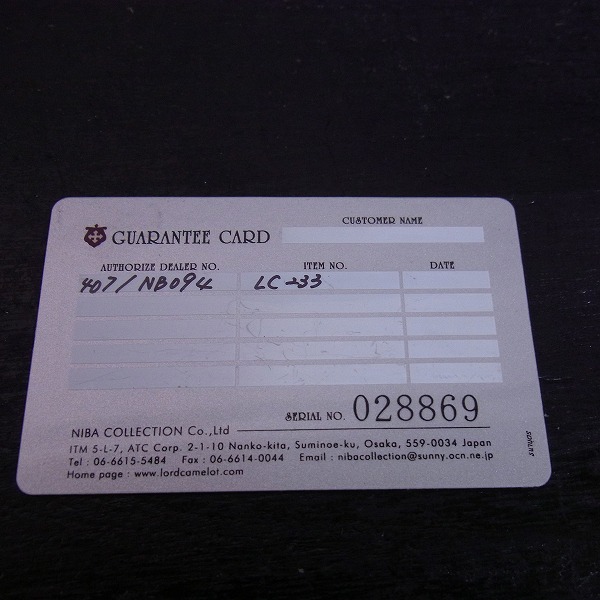 CUSTOMER NAME
GUARANTEE CARD
AUTHORIZE DEALER NO. ITEM NO. DATE
407/NB094 LC-233
SERIAL NO. 028869
NIBA COLLECTION Co.,Ltd
ITM 5-L-7, ATC Corp. 2-1-10 Nanko-kita, Suminoe-ku, Osaka, 559-0034 Japan
Tel : 06-6615-5484 Fax : 06-6614-0044 Email : nibacollection@sunny.ocn.ne.jp
Home page : www.lordcamelot.com